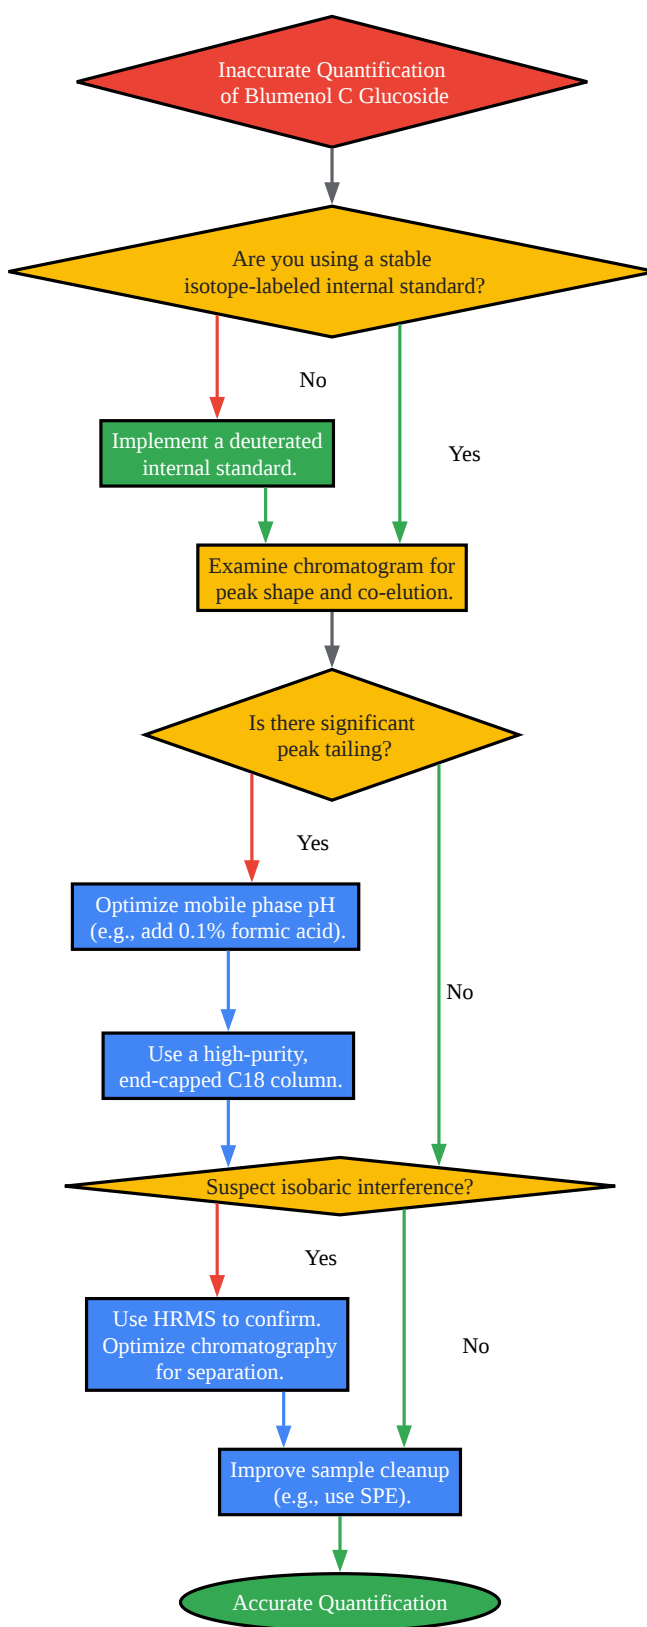 Inaccurate Quantification
of Blumenol C Glucoside
Are you using a stable
isotope-labeled internal standard?
No
Implement a deuterated
internal standard.
Yes
Examine chromatogram for
peak shape and co-elution.
Is there significant
peak tailing?
Yes
Optimize mobile phase pH
(e.g., add 0.1% formic acid).
No
Use a high-purity,
end-capped C18 column.
Suspect isobaric interference?
Yes
Use HRMS to confirm.
Optimize chromatography
for separation.
No
Improve sample cleanup
(e.g., use SPE).
Accurate Quantification